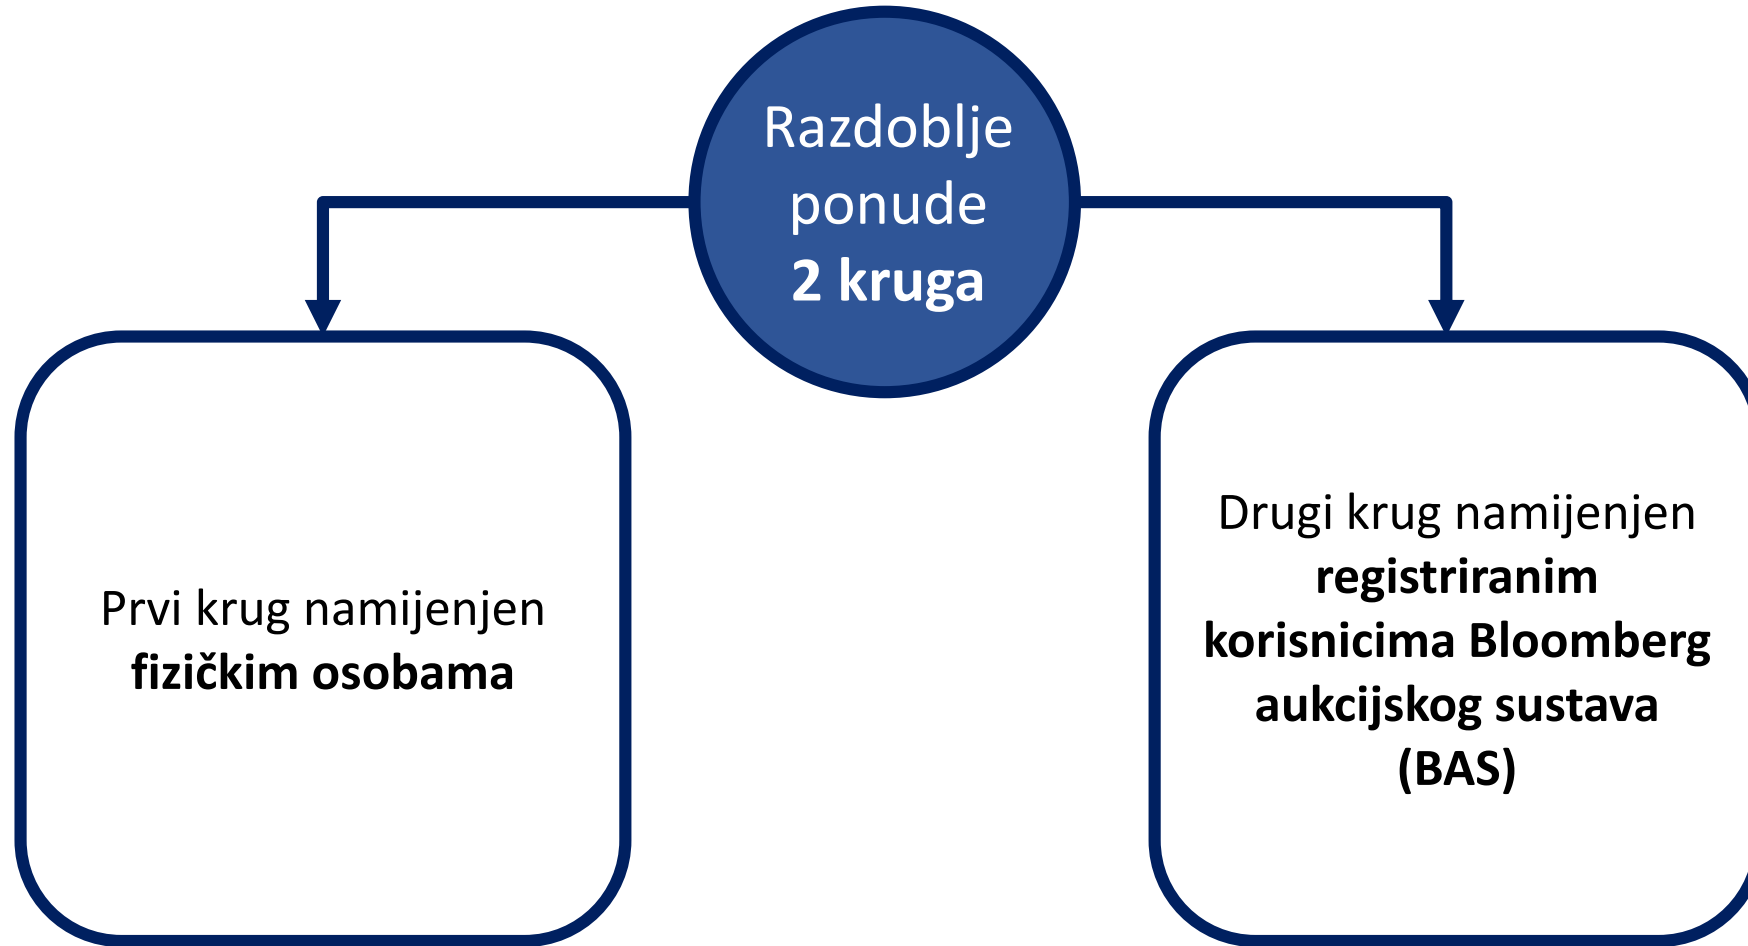 Razdoblje
ponude
2 kruga
Prvi krug namijenjen
fizičkim osobama
Drugi krug namijenjen
registriranim
korisnicima Bloomberg
aukcijskog sustava
(BAS)